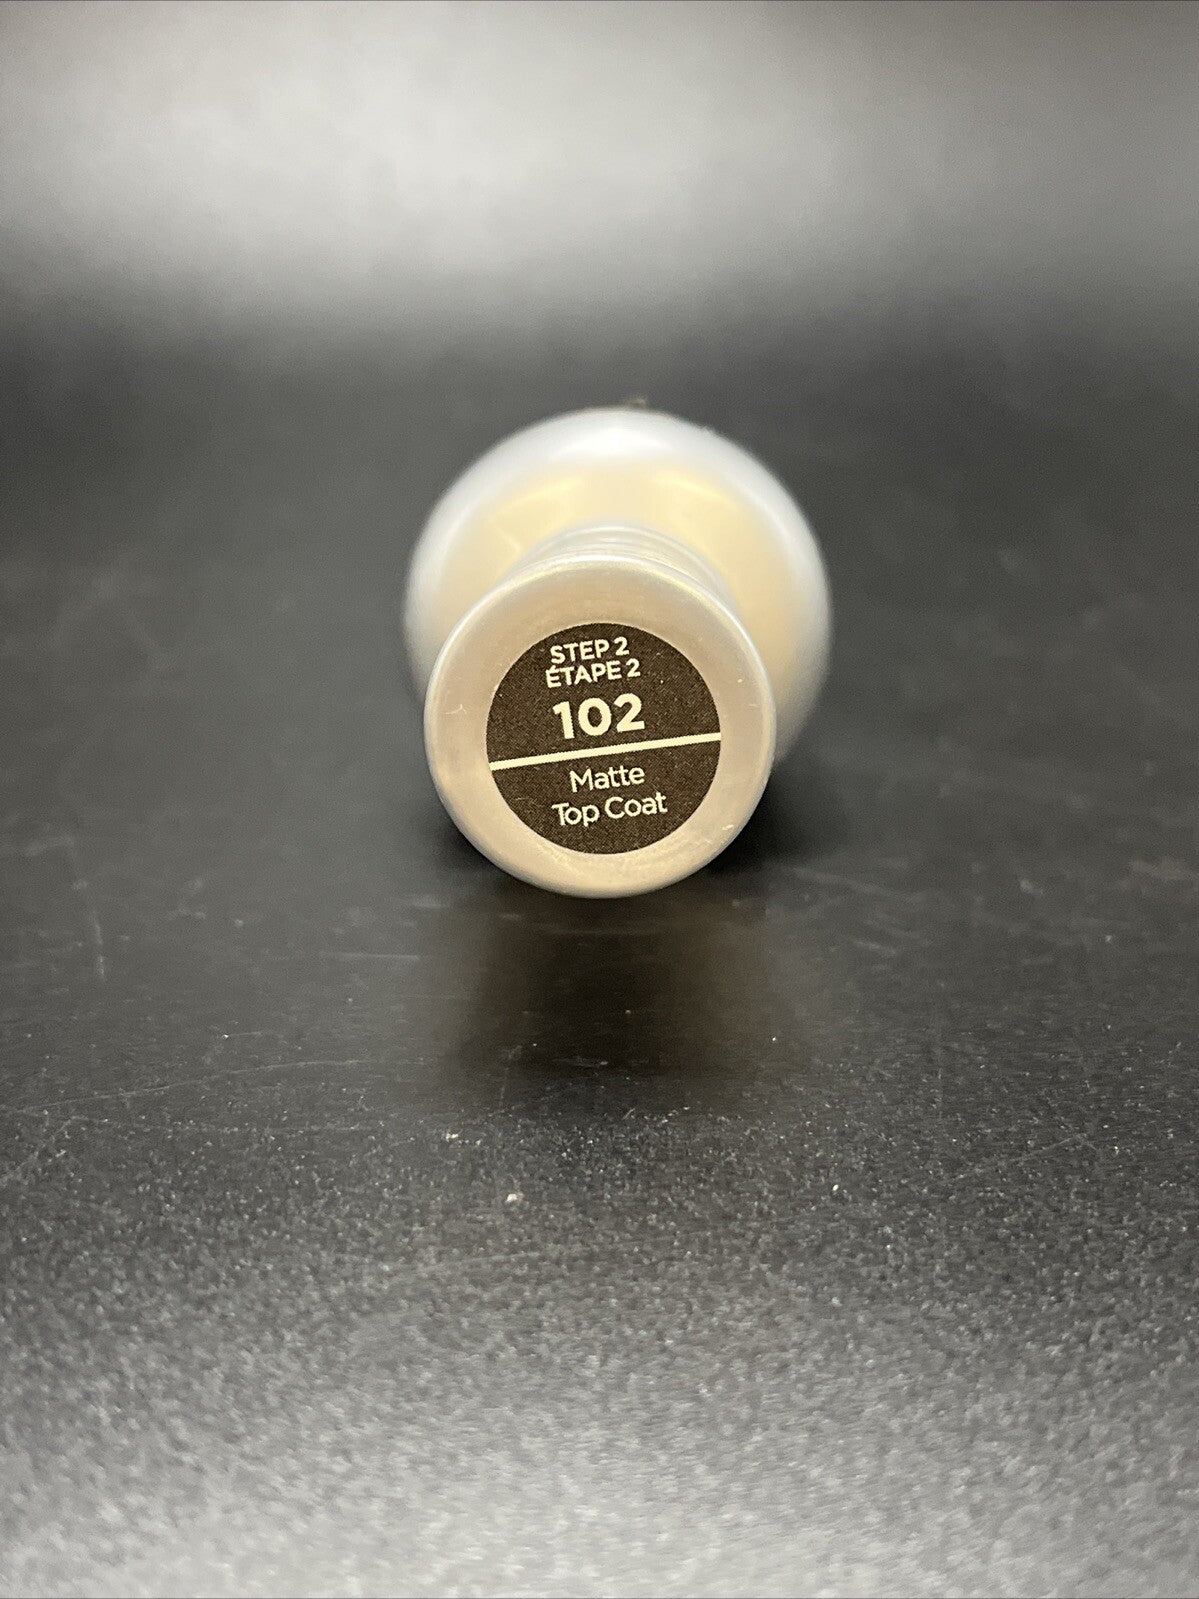 STEP 2
ÉTAPE 2
102
Matte
Top Coat